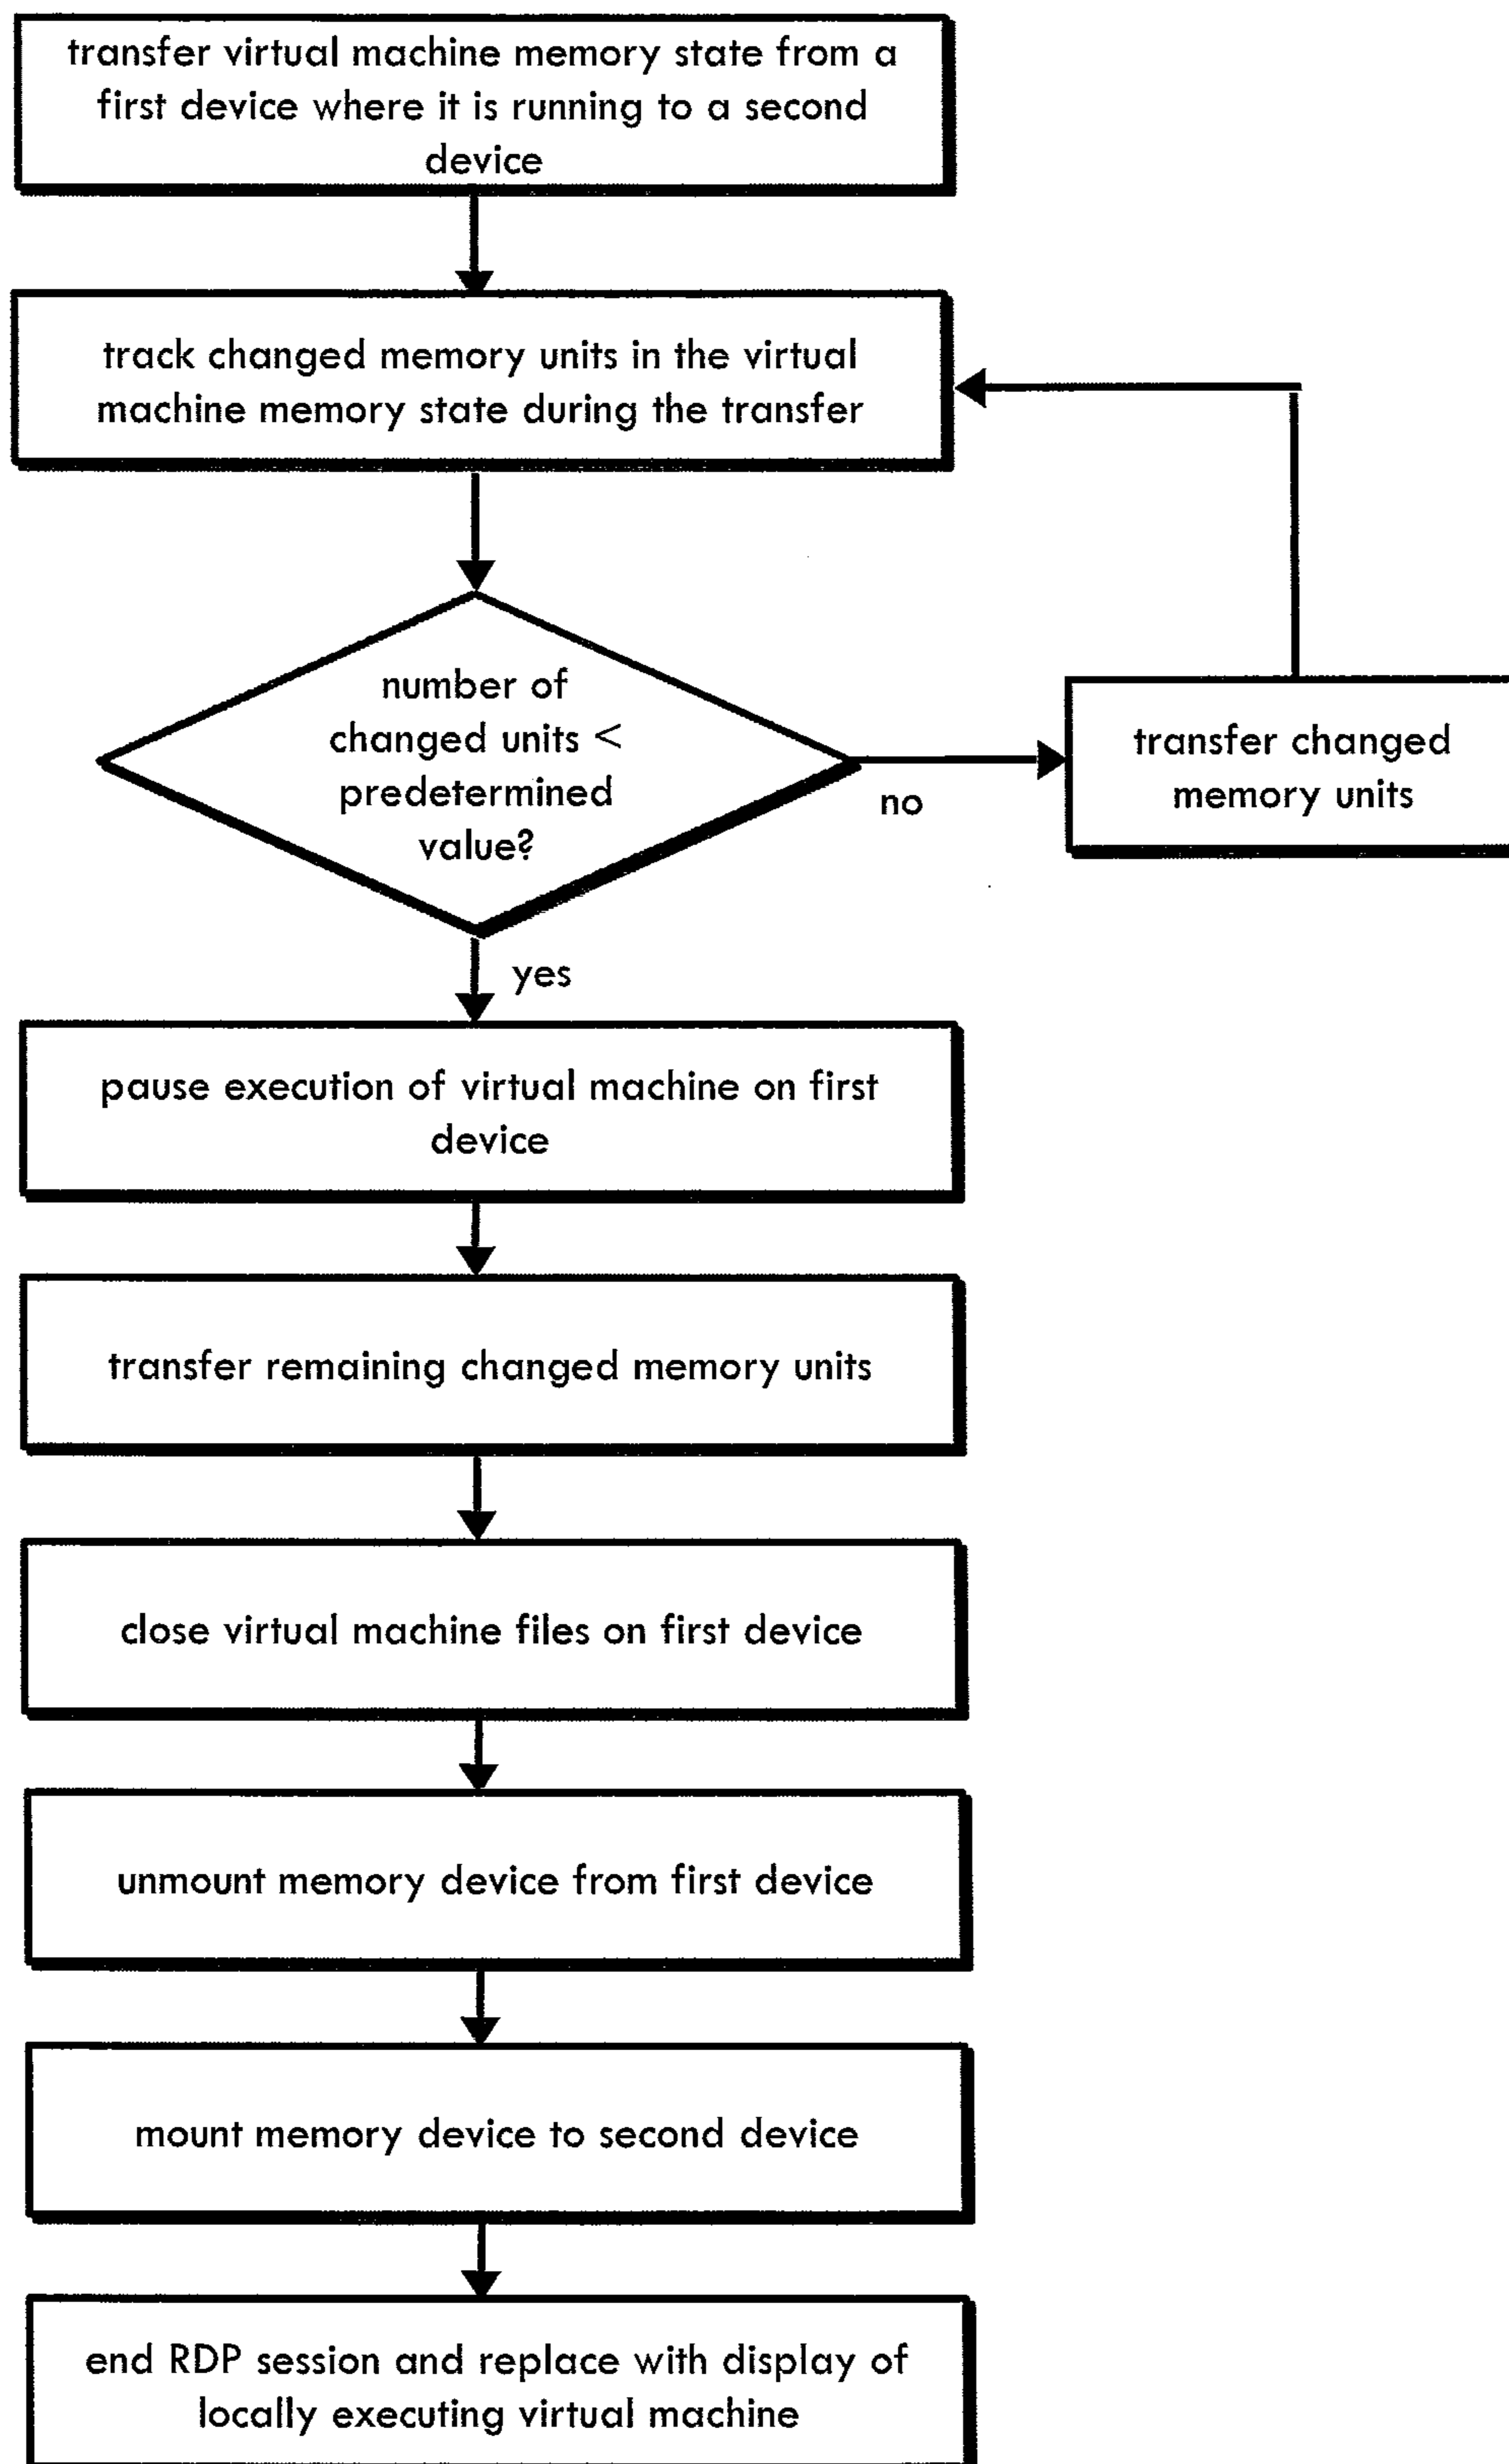 transfer virtual machine memory state from a
first device where it is running to a second
device
track changed memory units in the virtual
machine memory state during the transfer
number of
changed units <
predetermined
value?
no
transfer changed
memory units
yes
pause execution of virtual machine on first
device
transfer remaining changed memory units
close virtual machine files on first device
unmount memory device from first device
mount memory device to second device
end RDP session and replace with display of
locally executing virtual machine